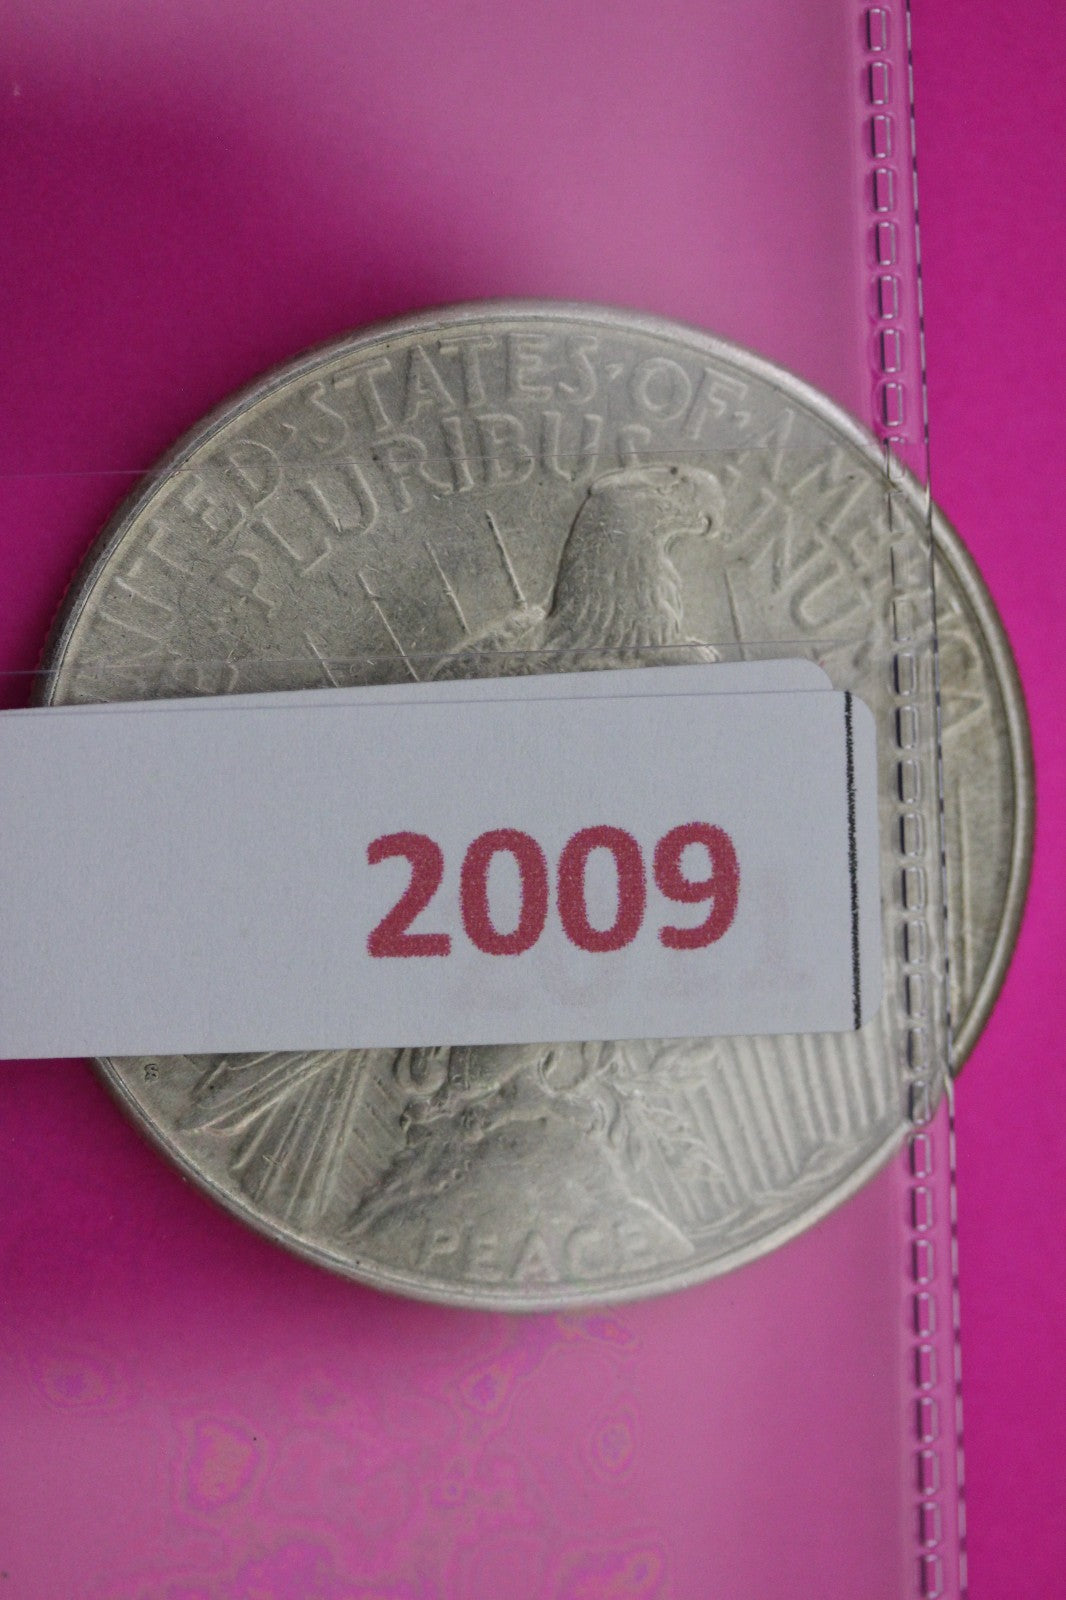 UNITED·STATES·OF·AMERICA
E PLURIBUS UNUM
2009
PEACE